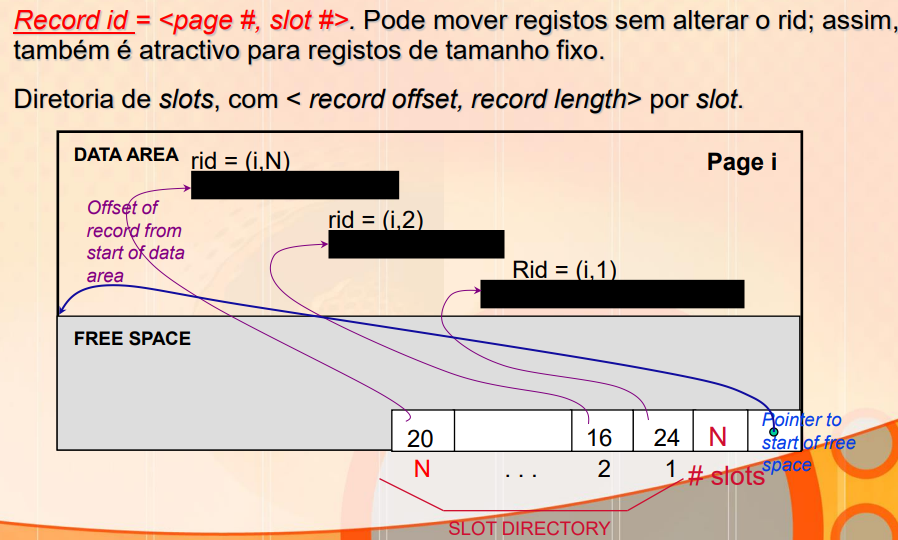 Record id = <page #, slot #>. Pode mover registos sem alterar o rid; assim,
também é atractivo para registos de tamanho fixo.
Diretoria de slots, com < record offset, record length> por slot.
DATA AREA
rid = (i,N)
Page i
Offset of
record from
start of data
area
rid = (i,2)
Rid = (i,1)
FREE SPACE
20
16
24
N
Pointer to
start of free
space
N
. . .
2
1
# slots
SLOT DIRECTORY